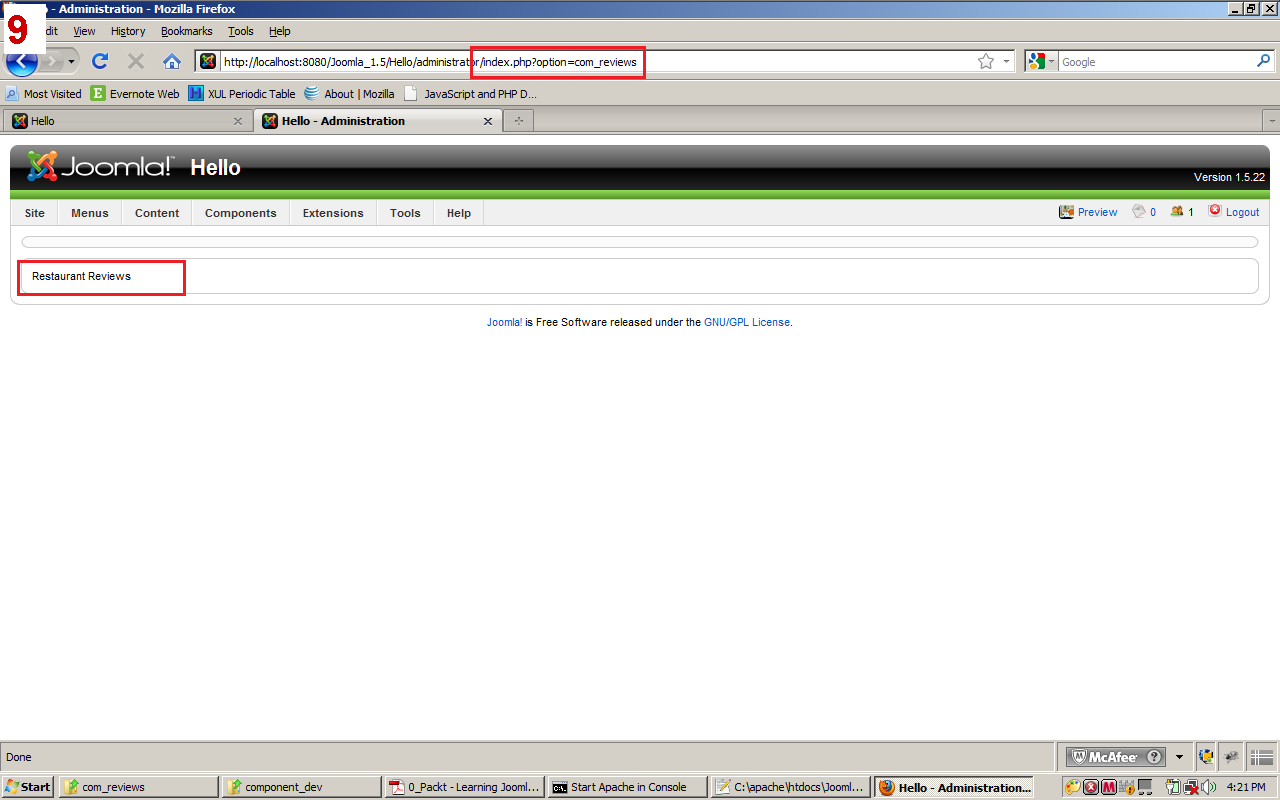 9
- Administration - Mozilla Firefox
dit View History Bookmarks Tools Help
http://localhost:8080/Joomla_1.5/Hello/administrator/index.php?option=com_reviews
Google
Most Visited Evernote Web XUL Periodic Table About | Mozilla JavaScript and PHP D...
Hello Hello - Administration
Joomla! Hello
Version 1.5.22
Site Menus Content Components Extensions Tools Help Preview 0 1 Logout
Restaurant Reviews
Joomla! is Free Software released under the GNU/GPL License.
Done McAfee
Start com_reviews component_dev 0_Packt - Learning Jooml... Start Apache in Console C:\apache\htdocs\Jooml... Hello - Administration... 4:21 PM